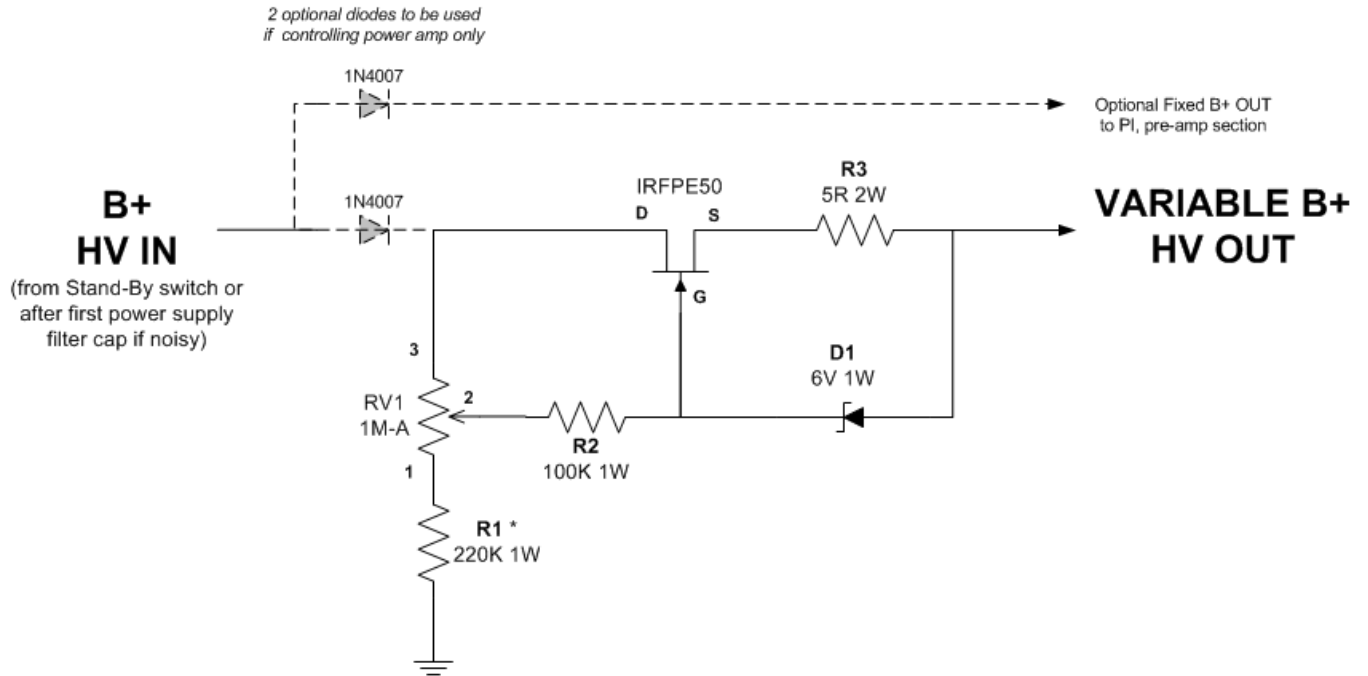 2 optional diodes to be used
if controlling power amp only
1N4007
Optional Fixed B+ OUT
to PI, pre-amp section
B+
HV IN
(from Stand-By switch or
after first power supply
filter cap if noisy)
1N4007
IRFPE50
D
S
G
R3
5R 2W
VARIABLE B+
HV OUT
3
RV1
1M-A
2
1
R2
100K 1W
D1
6V 1W
R1 *
220K 1W